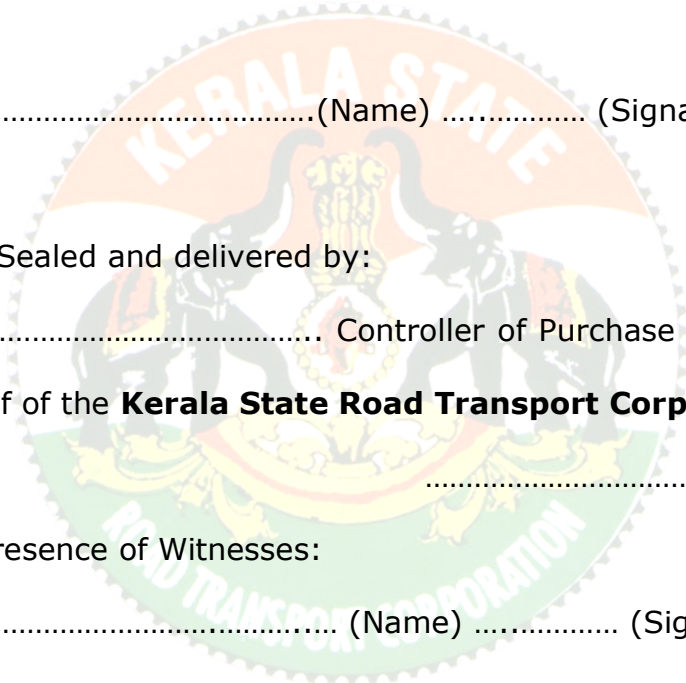 KERALA STATE
……………………………….(Name) …..………… (Signa
Sealed and delivered by:
………………………………….. Controller of Purchase
f of the Kerala State Road Transport Corp
……………………………
resence of Witnesses:
……………………….………..… (Name) …..………… (Sig
ROAD TRANSPORT CORPORATION